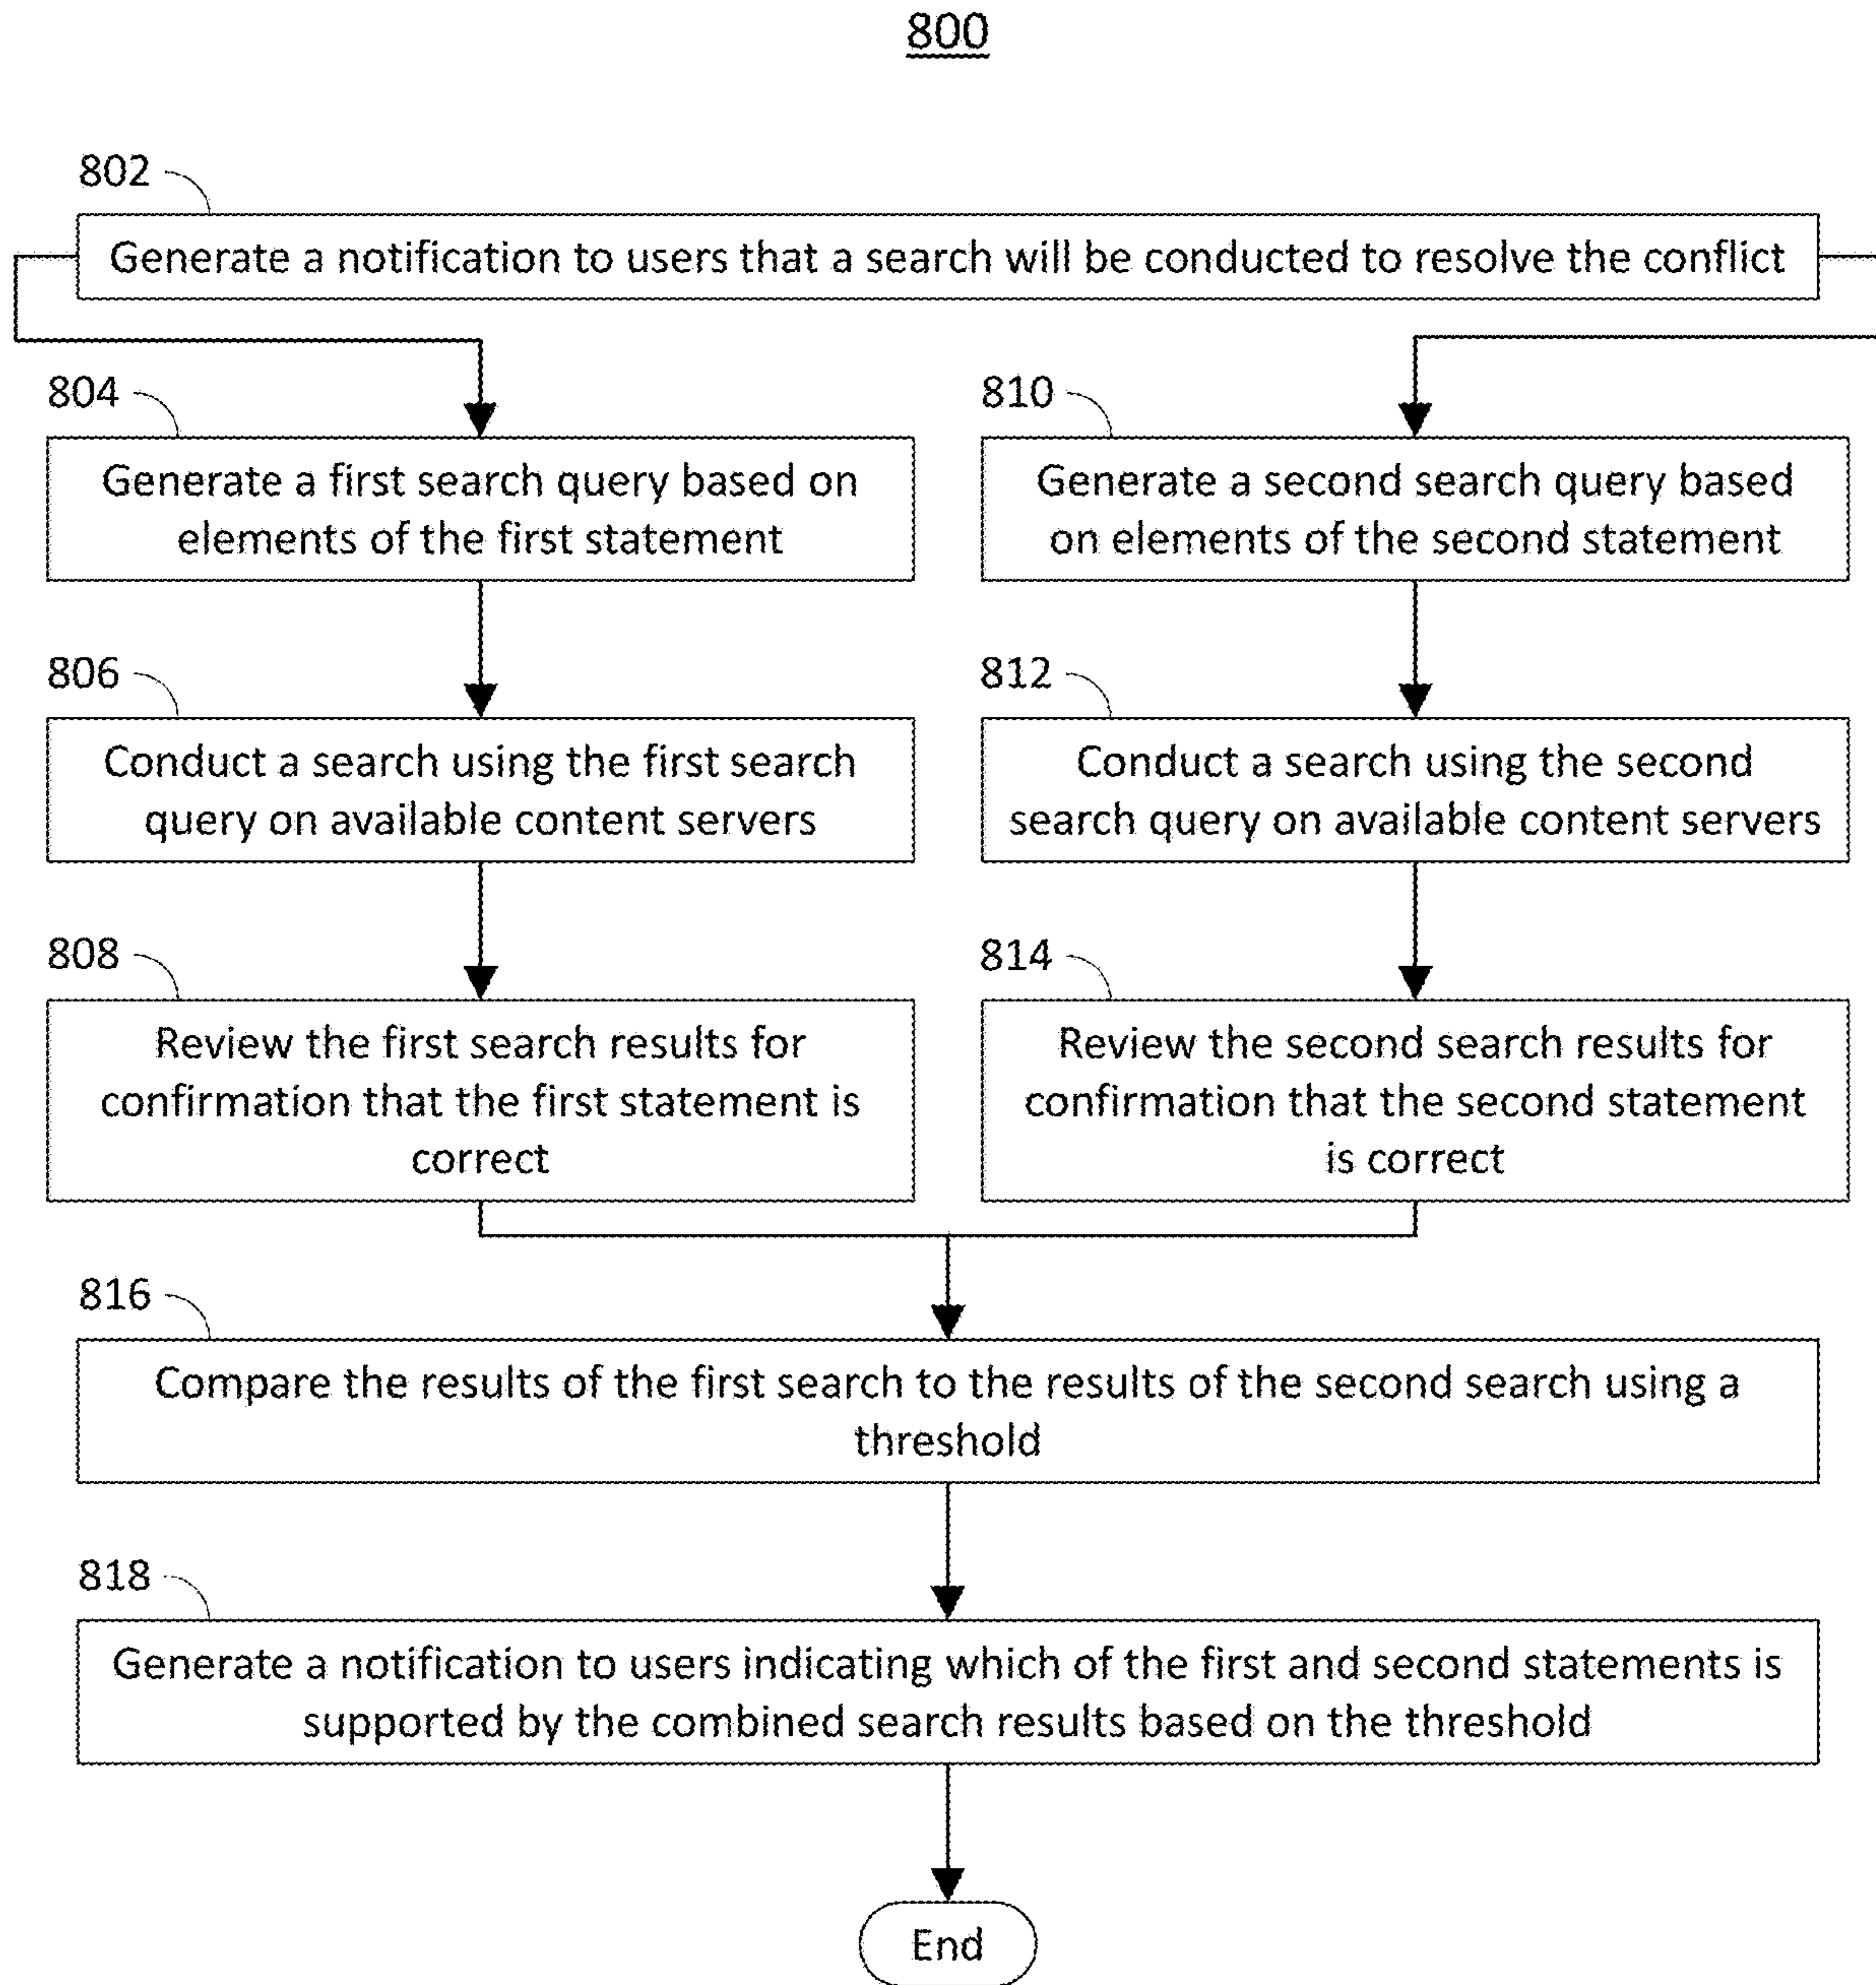 800
802
Generate a notification to users that a search will be conducted to resolve the conflict
804
Generate a first search query based on
elements of the first statement
806
Conduct a search using the first search
query on available content servers
808
Review the first search results for
confirmation that the first statement is
correct
810
Generate a second search query based
on elements of the second statement
812
Conduct a search using the second
search query on available content servers
814
Review the second search results for
confirmation that the second statement
is correct
816
Compare the results of the first search to the results of the second search using a
threshold
818
Generate a notification to users indicating which of the first and second statements is
supported by the combined search results based on the threshold
End